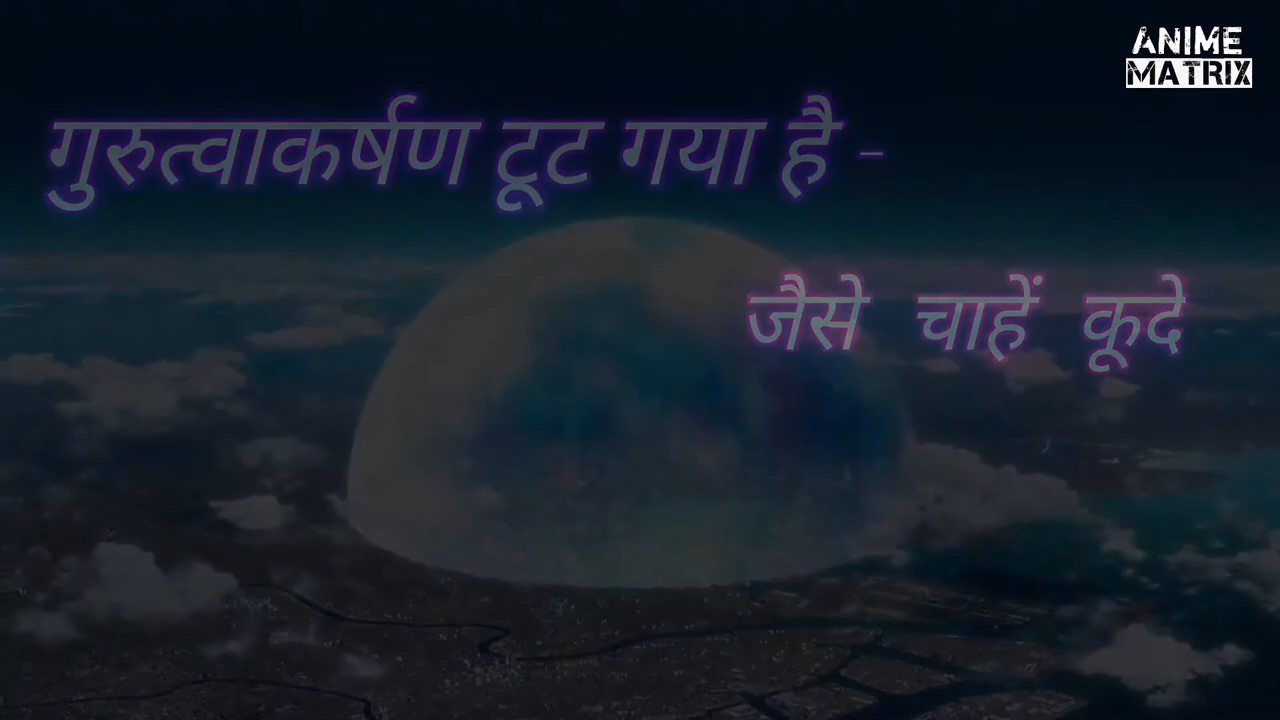 ANIME
MATRIX
गुरुत्वाकर्षण टूट गया है -
जैसे चाहें कूदे